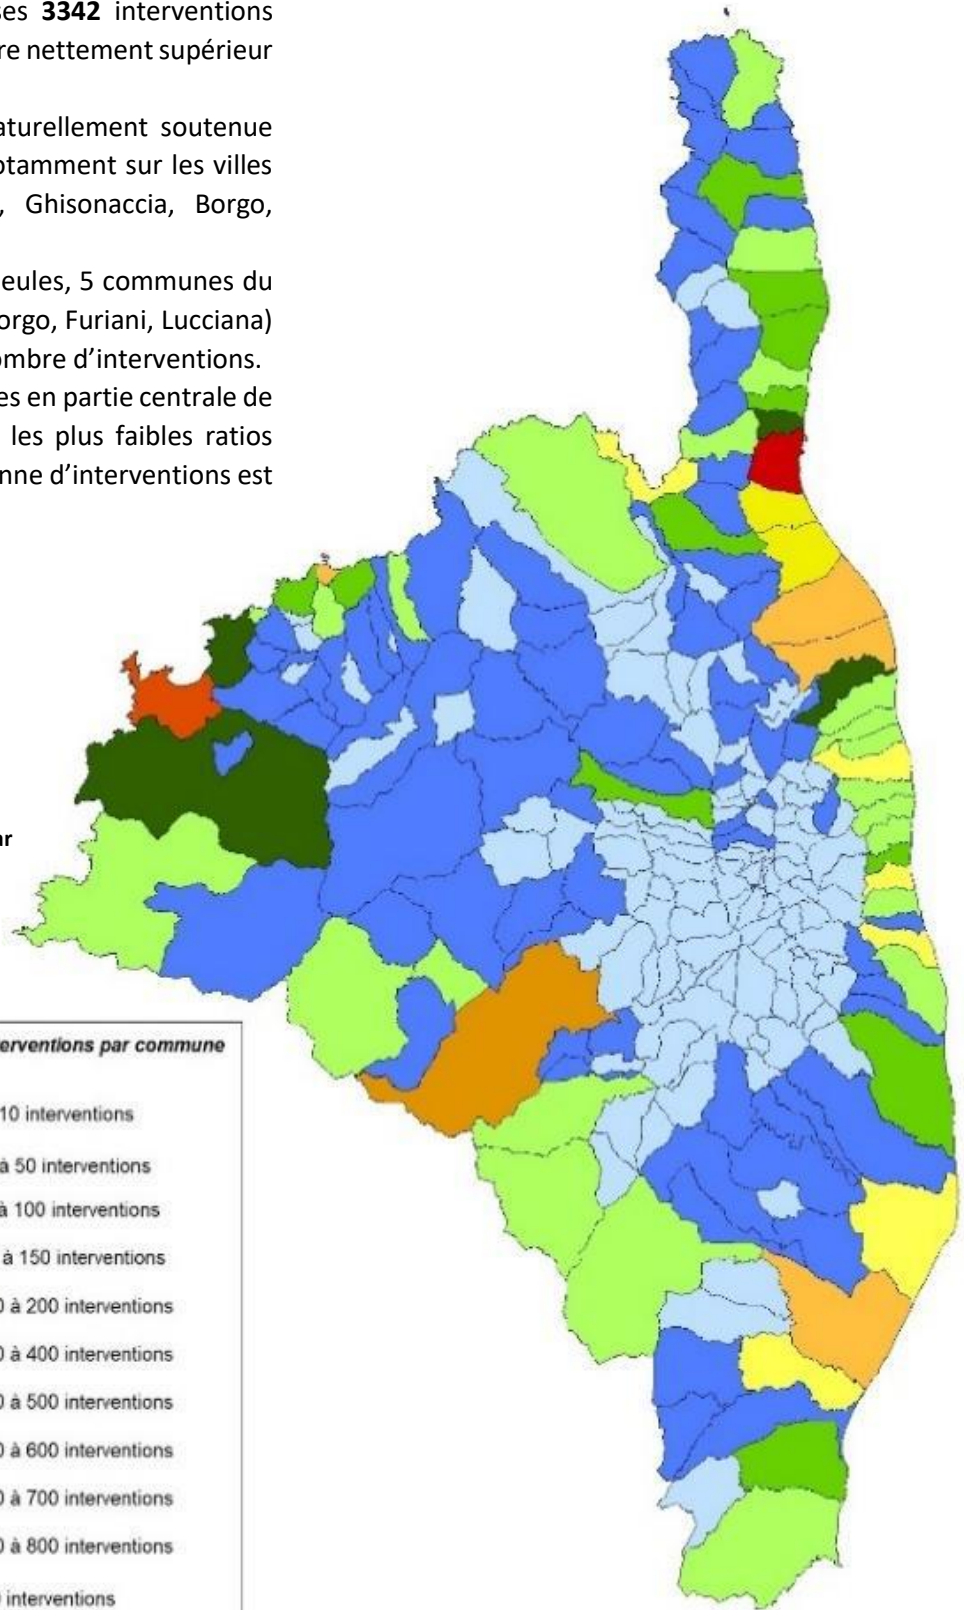 ses 3342 interventions
re nettement supérieur
aturellement soutenue
otamment sur les villes
, Ghisonaccia, Borgo,
eules, 5 communes du
orgo, Furiani, Lucciana)
ombre d’interventions.
es en partie centrale de
les plus faibles ratios
nne d’interventions est
ar
erventions par commune
10 interventions
à 50 interventions
à 100 interventions
à 150 interventions
0 à 200 interventions
0 à 400 interventions
0 à 500 interventions
0 à 600 interventions
0 à 700 interventions
0 à 800 interventions
interventions